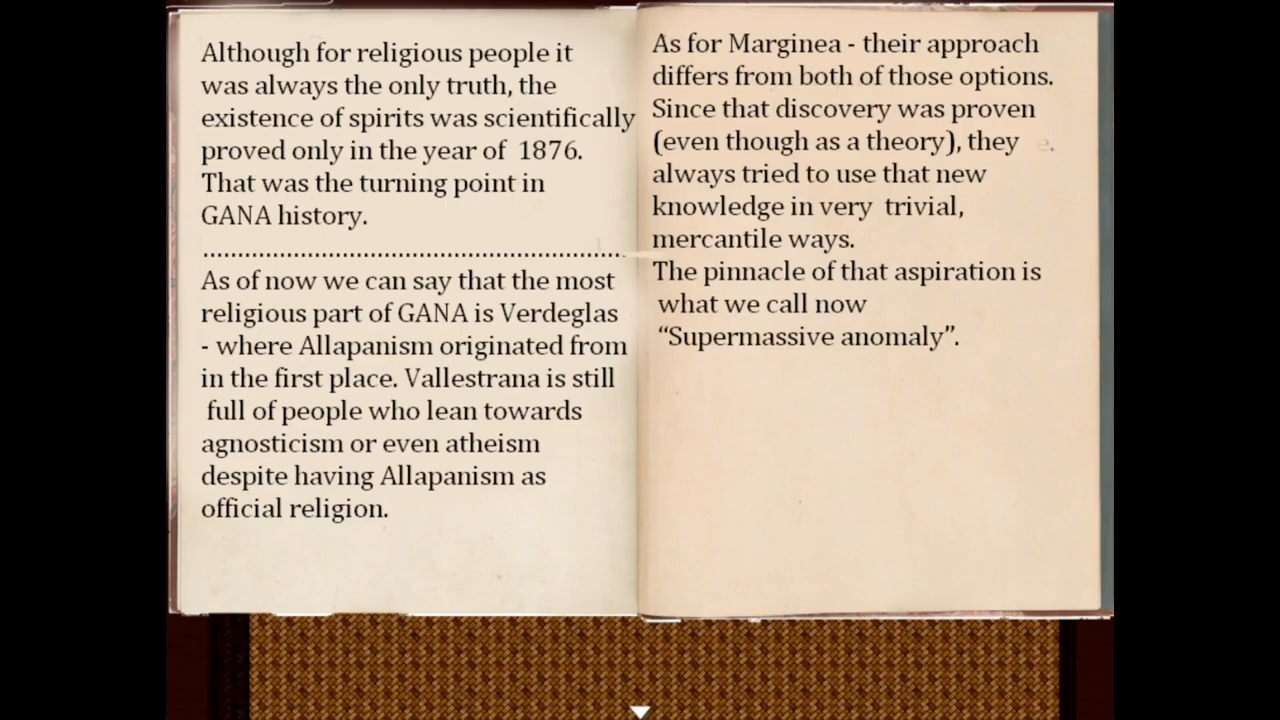 Although for religious people it
was always the only truth, the
existence of spirits was scientifically
proved only in the year of  1876.
That was the turning point in
GANA history.
..............................................................
As of now we can say that the most
religious part of GANA is Verdeglas
- where Allapanism originated from
in the first place. Vallestrana is still
full of people who lean towards
agnosticism or even atheism
despite having Allapanism as
official religion.
As for Marginea - their approach
differs from both of those options.
Since that discovery was proven
(even though as a theory), they
always tried to use that new
knowledge in very  trivial,
mercantile ways.
The pinnacle of that aspiration is
what we call now
“Supermassive anomaly”.